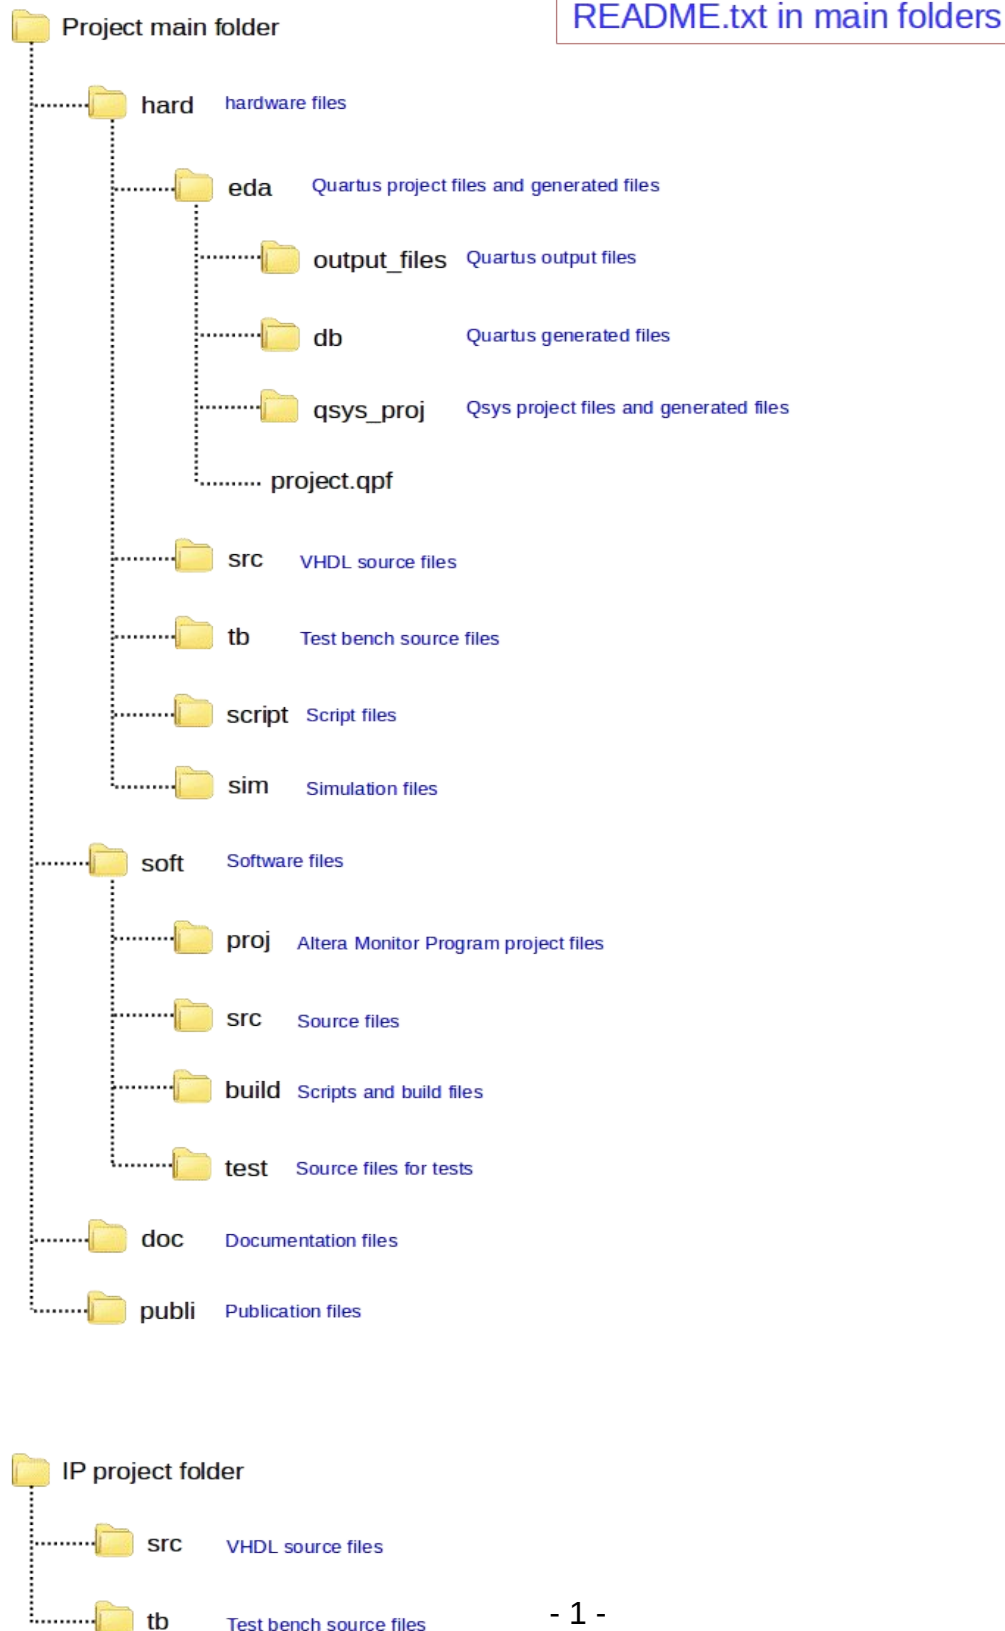 README.txt in main folders
Project main folder
hard hardware files
eda Quartus project files and generated files
output_files Quartus output files
db Quartus generated files
qsys_proj Qsys project files and generated files
project.qpf
src VHDL source files
tb Test bench source files
script Script files
sim Simulation files
soft Software files
proj Altera Monitor Program project files
src Source files
build Scripts and build files
test Source files for tests
doc Documentation files
publi Publication files
IP project folder
src VHDL source files
tb Test bench source files
- 1 -